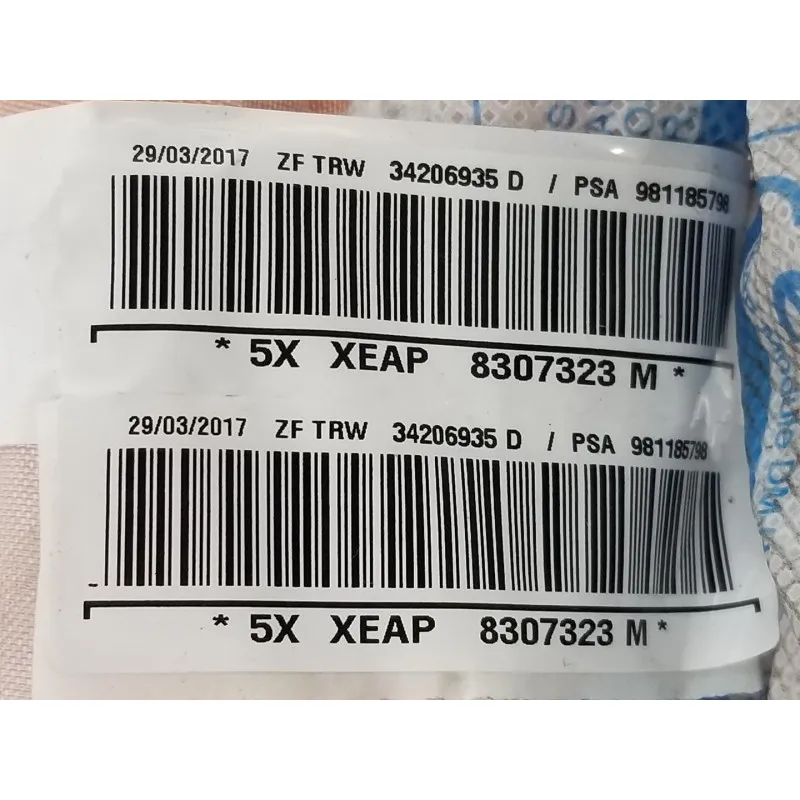 29/03/2017 ZF TRW 34206935 D / PSA 981185798
* 5X XEAP 8307323 M *
29/03/2017 ZF TRW 34206935 D / PSA 981185798
* 5X XEAP 8307323 M *